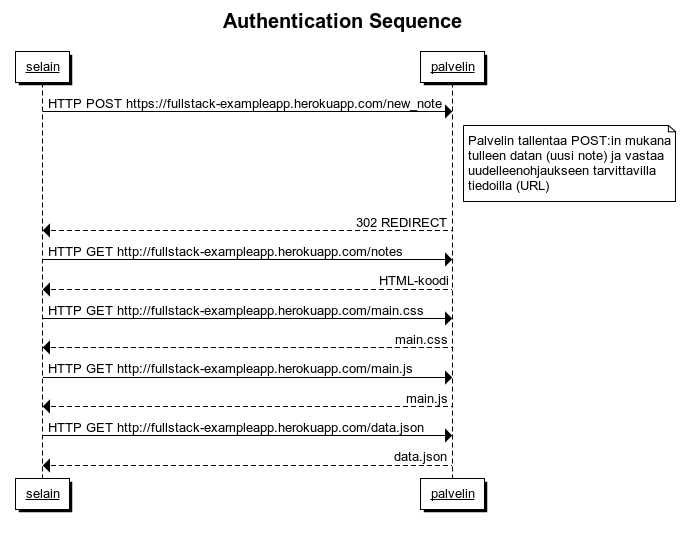 Authentication Sequence
selain
palvelin
HTTP POST https://fullstack-exampleapp.herokuapp.com/new_note
Palvelin tallentaa POST:in mukana
tulleen datan (uusi note) ja vastaa
uudelleenohjaukseen tarvittavilla
tiedoilla (URL)
302 REDIRECT
HTTP GET http://fullstack-exampleapp.herokuapp.com/notes
HTML-koodi
HTTP GET http://fullstack-exampleapp.herokuapp.com/main.css
main.css
HTTP GET http://fullstack-exampleapp.herokuapp.com/main.js
main.js
HTTP GET http://fullstack-exampleapp.herokuapp.com/data.json
data.json
selain
palvelin